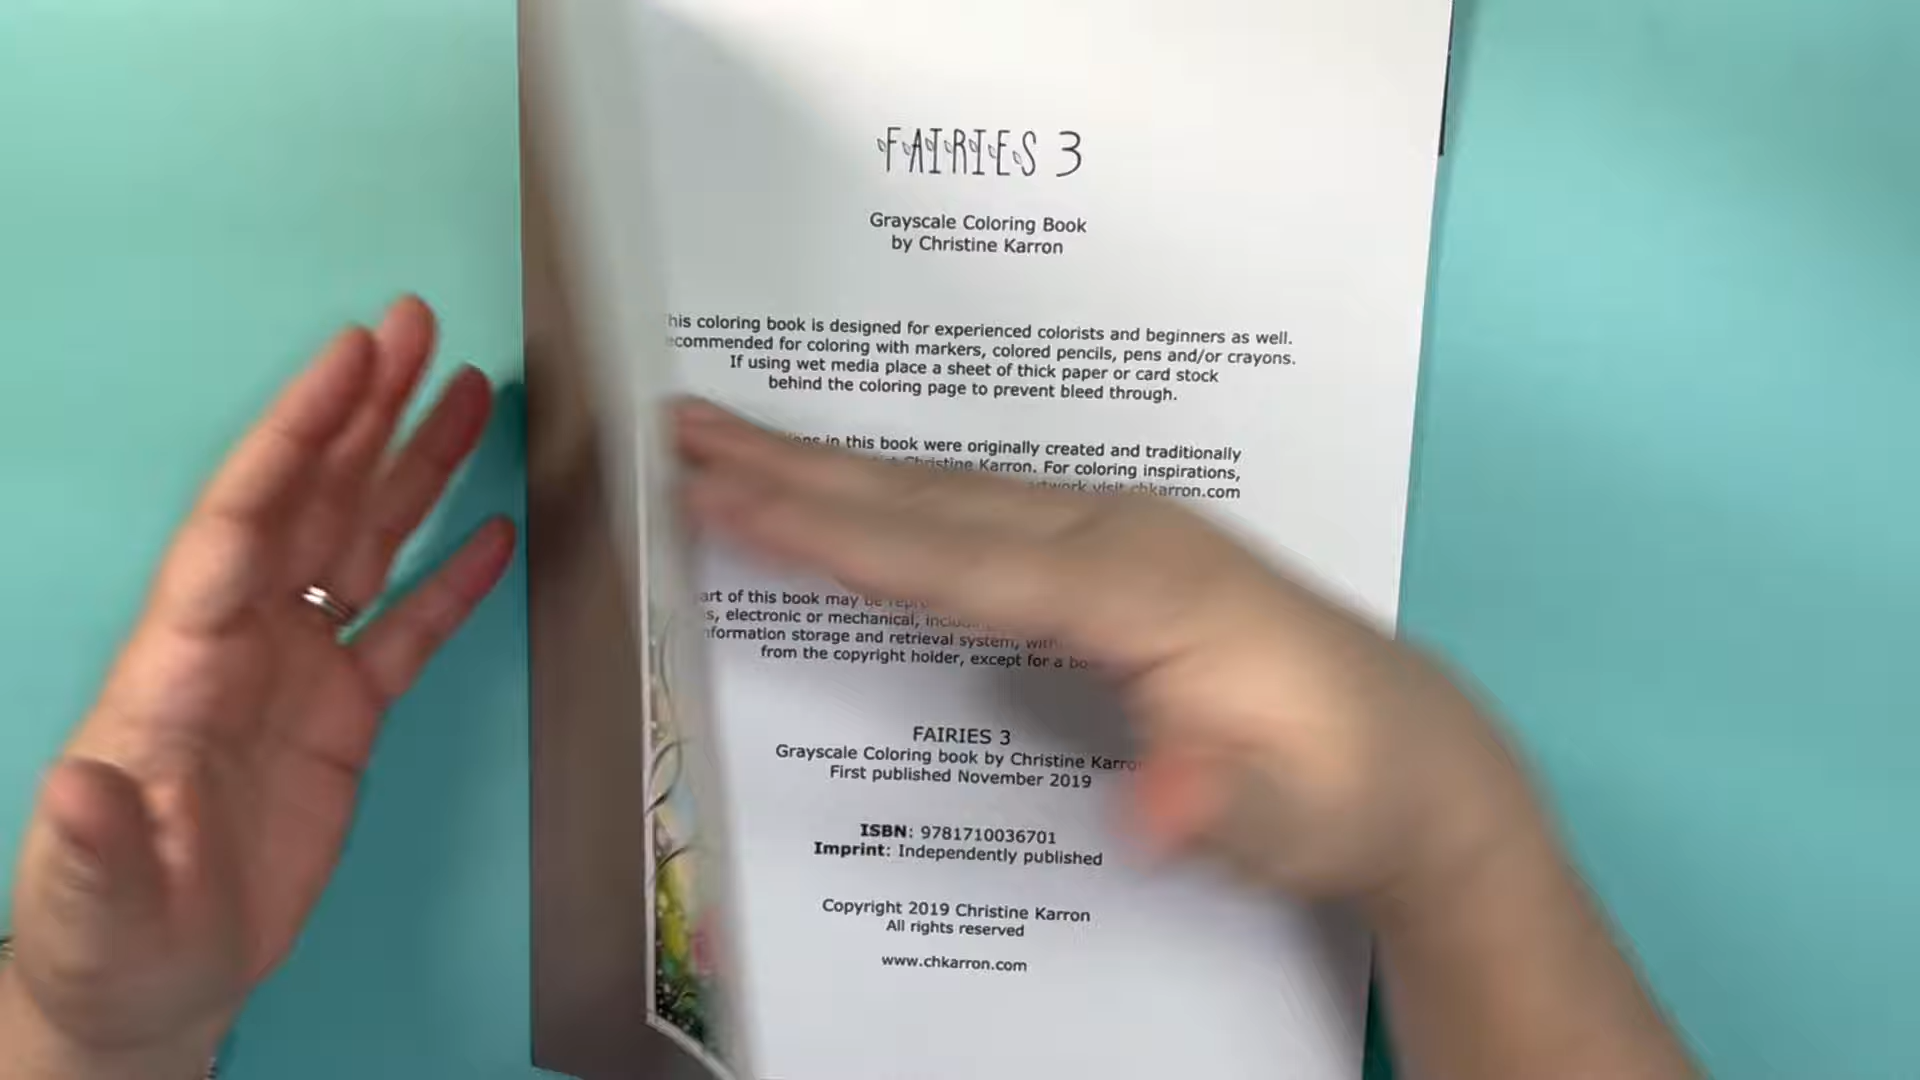 FAIRIES 3
Grayscale Coloring Book
by Christine Karron
his coloring book is designed for experienced colorists and beginners as well.
commended for coloring with markers, colored pencils, pens and/or crayons.
If using wet media place a sheet of thick paper or card stock
behind the coloring page to prevent bleed through.
in this book were originally created and traditionally
Christine Karron. For coloring inspirations,
artwork visit chkarron.com
art of this book may be
s, electronic or mechanical,
nformation storage and retrieval system,
from the copyright holder, except for a
FAIRIES 3
Grayscale Coloring book by Christine Karro
First published November 2019
ISBN: 9781710036701
Imprint: Independently published
Copyright 2019 Christine Karron
All rights reserved
www.chkarron.com